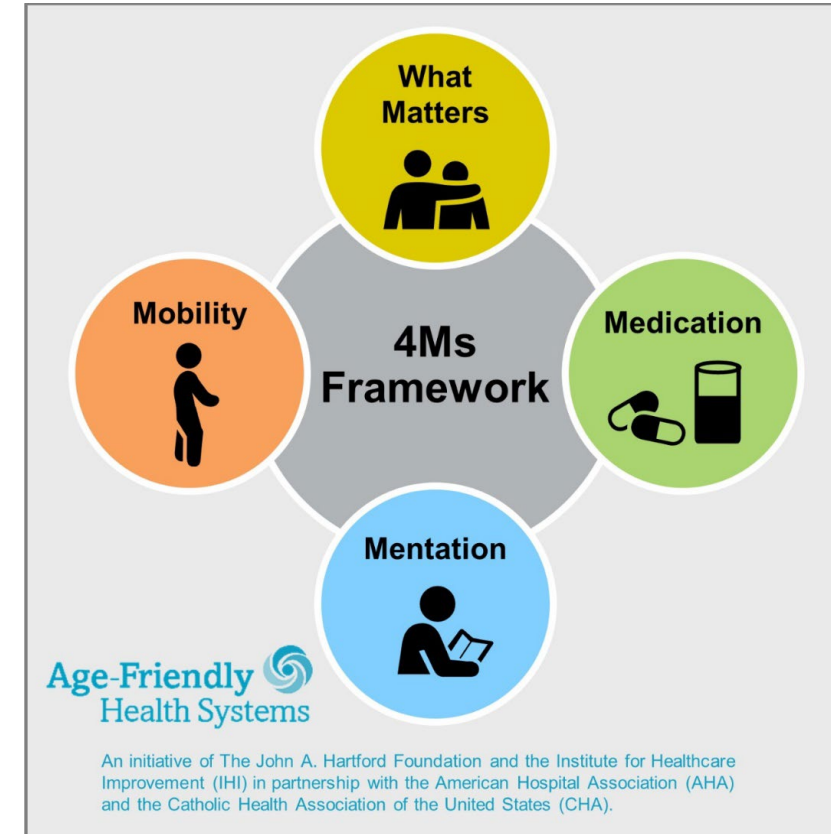 What
Matters
Mobility
4Ms
Framework
Medication
Mentation
Age-Friendly
Health Systems
An initiative of The John A. Hartford Foundation and the Institute for Healthcare
Improvement (IHI) in partnership with the American Hospital Association (AHA)
and the Catholic Health Association of the United States (CHA).